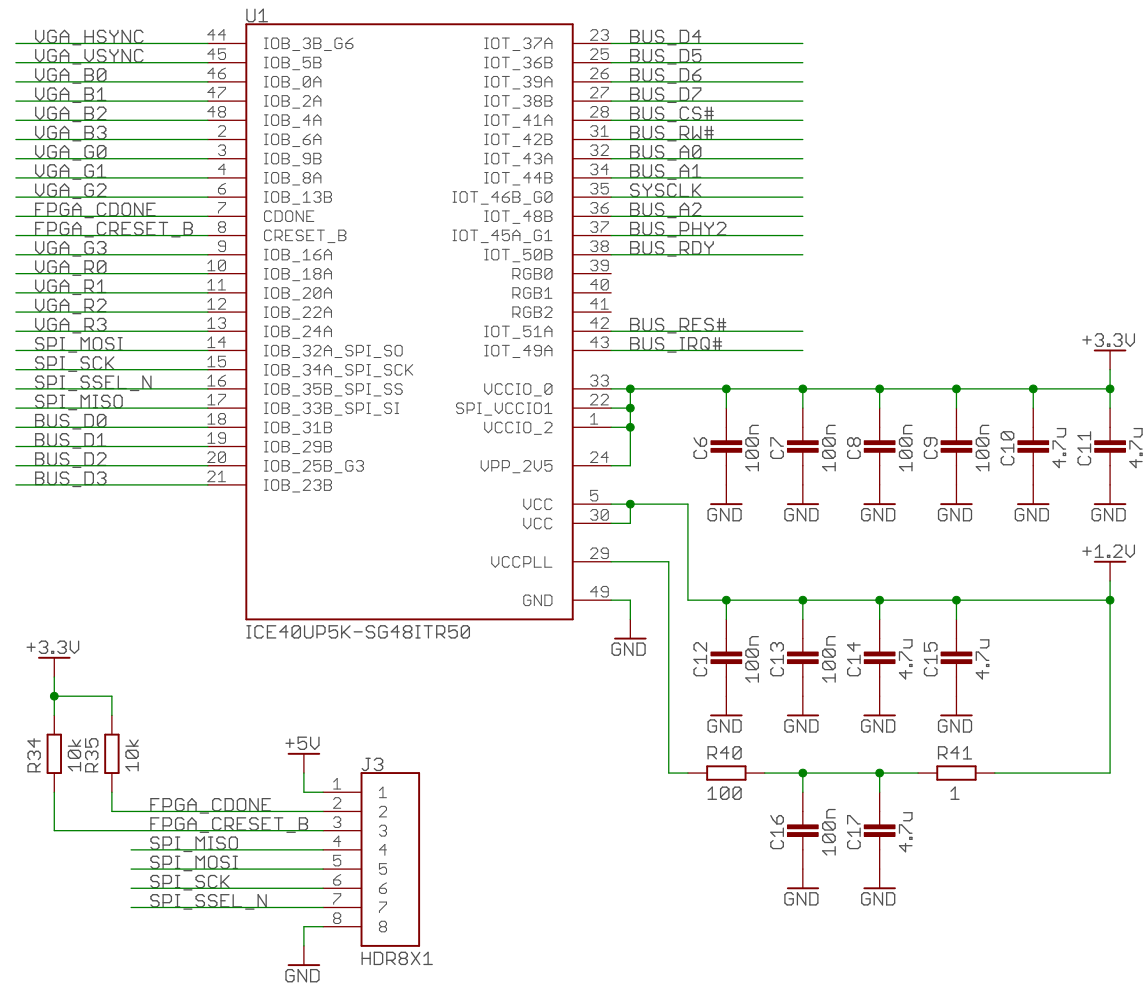 U1
VGA_HSYNC 44 IOB_3B_G6 IOT_37A 23 BUS_D4
VGA_VSYNC 45 IOB_5B IOT_36B 25 BUS_D5
VGA_B0 46 IOB_0A IOT_39A 26 BUS_D6
VGA_B1 47 IOB_2A IOT_38B 27 BUS_D7
VGA_B2 48 IOB_4A IOT_41A 28 BUS_CS#
VGA_B3 2 IOB_6A IOT_42B 31 BUS_RW#
VGA_G0 3 IOB_9B IOT_43A 32 BUS_A0
VGA_G1 4 IOB_8A IOT_44B 34 BUS_A1
VGA_G2 6 IOB_13B IOT_46B_G0 35 SYSCLK
FPGA_CDONE 7 CDONE IOT_48B 36 BUS_A2
FPGA_CRESET_B 8 CRESET_B IOT_45A_G1 37 BUS_PHY2
VGA_G3 9 IOB_16A IOT_50B 38 BUS_RDY
VGA_R0 10 IOB_18A RGB0 39
VGA_R1 11 IOB_20A RGB1 40
VGA_R2 12 IOB_22A RGB2 41
VGA_R3 13 IOB_24A IOT_51A 42 BUS_RES#
SPI_MOSI 14 IOB_32A_SPI_SO IOT_49A 43 BUS_IRQ#
SPI_SCK 15 IOB_34A_SPI_SCK
SPI_SSEL_N 16 IOB_35B_SPI_SS VCCIO_0 33
SPI_MISO 17 IOB_33B_SPI_SI SPI_VCCIO1 22
BUS_D0 18 IOB_31B VCCIO_2 1
BUS_D1 19 IOB_29B
BUS_D2 20 IOB_25B_G3 VPP_2V5 24
BUS_D3 21 IOB_23B
VCC 5
VCC 30
VCCPLL 29
GND 49
ICE40UP5K-SG48ITR50
GND
+3.3V
C6 100n C7 100n C8 100n C9 100n C10 4.7u C11 4.7u
GND GND GND GND GND GND
+1.2V
C12 100n C13 100n C14 4.7u C15 4.7u
GND GND GND GND
R40 R41
100 1
C16 100n C17 4.7u
GND GND
+3.3V
R34 10k R35 10k
+5V
J3
1 1
FPGA_CDONE 2 2
FPGA_CRESET_B 3 3
SPI_MISO 4 4
SPI_MOSI 5 5
SPI_SCK 6 6
SPI_SSEL_N 7 7
8 8
HDR8X1
GND